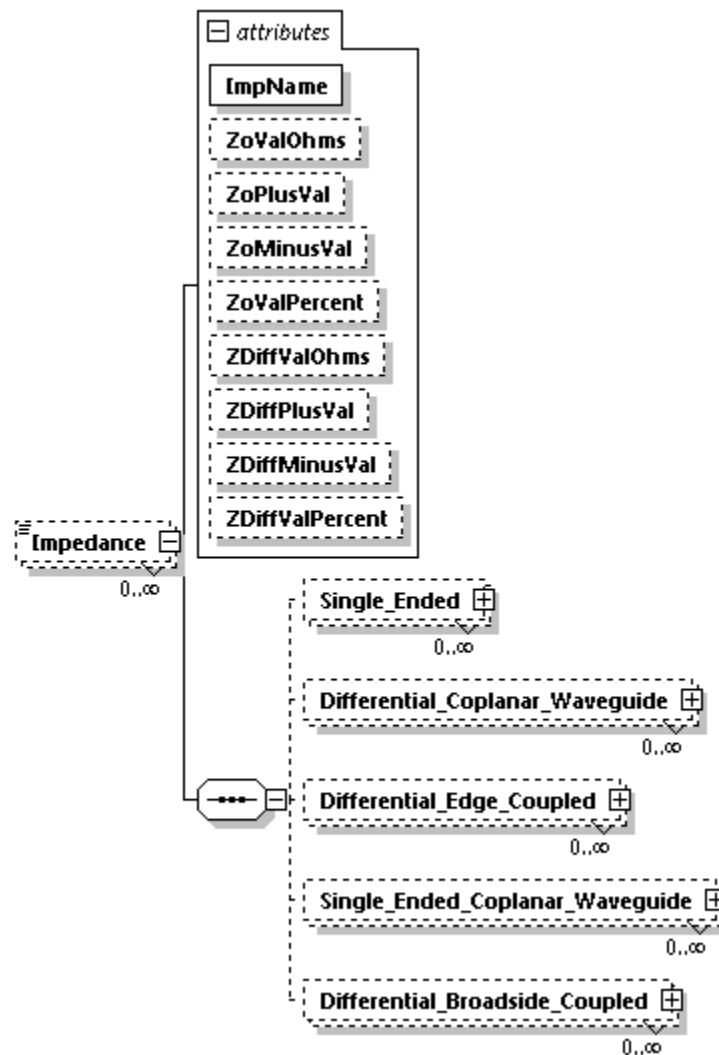 attributes
ImpName
ZoValOhms
ZoPlusVal
ZoMinusVal
ZoValPercent
ZDiffValOhms
ZDiffPlusVal
ZDiffMinusVal
ZDiffValPercent
Impedance
0..∞
Single_Ended
0..∞
Differential_Coplanar_Waveguide
0..∞
Differential_Edge_Coupled
0..∞
Single_Ended_Coplanar_Waveguide
0..∞
Differential_Broadside_Coupled
0..∞